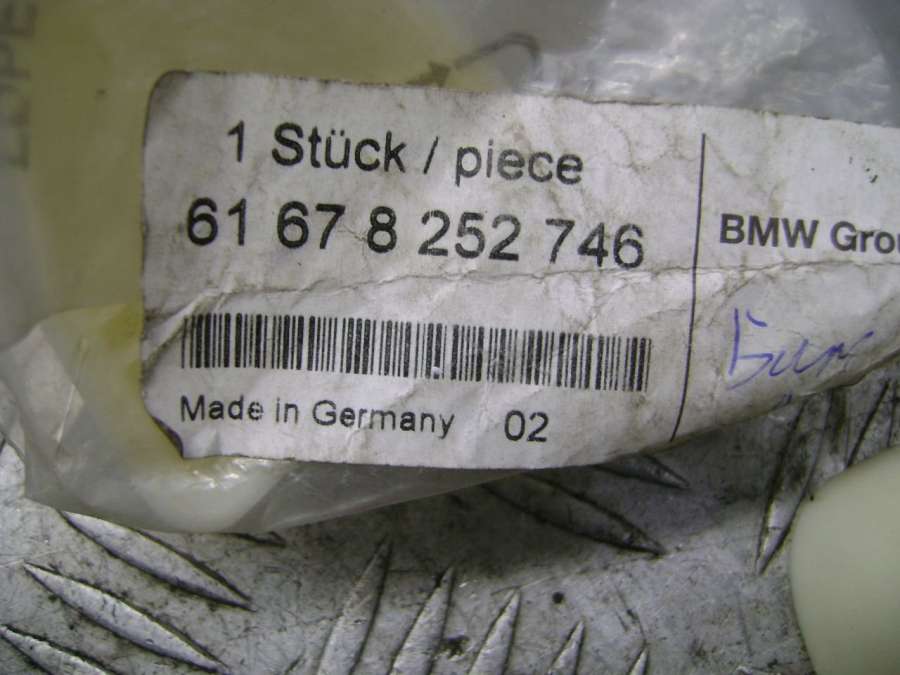 1 Stück / piece
61 67 8 252 746
BMW Grou
Made in Germany 02